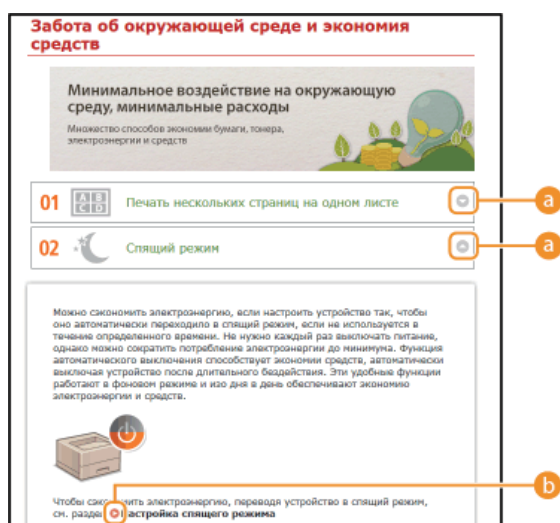 Забота об окружающей среде и экономия
средств
Минимальное воздействие на окружающую
среду, минимальные расходы
Множество способов экономии бумаги, тонера,
электроэнергии и средств
01 A B C D Печать нескольких страниц на одном листе a
02 Спящий режим a
Можно сэкономить электроэнергию, если настроить устройство так, чтобы
оно автоматически переходило в спящий режим, если не используется в
течение определенного времени. Не нужно каждый раз выключать питание,
однако можно сократить потребление электроэнергии до минимума. Функция
автоматического выключения способствует экономии средств, автоматически
выключая устройство после длительного бездействия. Эти удобные функции
работают в фоновом режиме и изо дня в день обеспечивают экономию
электроэнергии и средств.
b
Чтобы сэкономить электроэнергию, переводя устройство в спящий режим,
см. раздел Настройка спящего режима